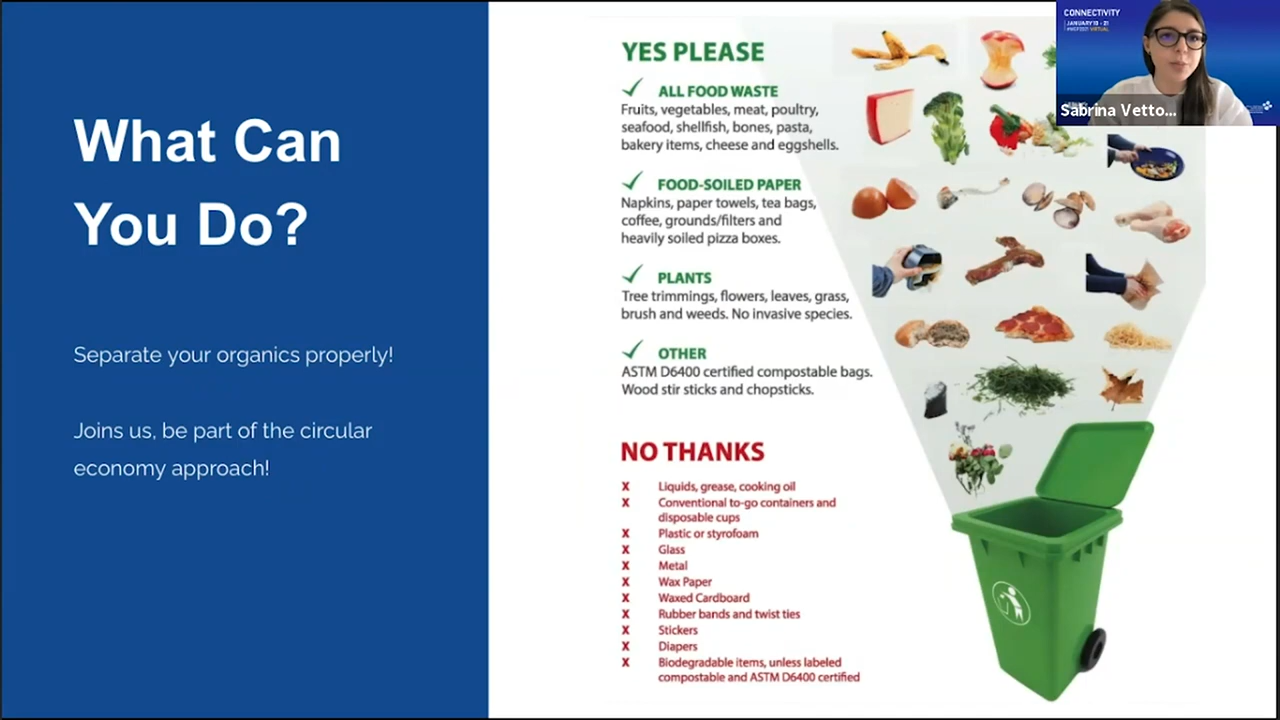 What Can
You Do?
Separate your organics properly!
Joins us, be part of the circular
economy approach!
YES PLEASE
ALL FOOD WASTE
Fruits, vegetables, meat, poultry,
seafood, shellfish, bones, pasta,
bakery items, cheese and eggshells.
FOOD-SOILED PAPER
Napkins, paper towels, tea bags,
coffee, grounds/filters and
heavily soiled pizza boxes.
PLANTS
Tree trimmings, flowers, leaves, grass,
brush and weeds. No invasive species.
OTHER
ASTM D6400 certified compostable bags.
Wood stir sticks and chopsticks.
NO THANKS
X Liquids, grease, cooking oil
X Conventional to-go containers and
disposable cups
X Plastic or styrofoam
X Glass
X Metal
X Wax Paper
X Waxed Cardboard
X Rubber bands and twist ties
X Stickers
X Diapers
X Biodegradable items, unless labeled
compostable and ASTM D6400 certified
CONNECTIVITY
JANUARY 19 - 21
VIRTUAL
Sabrina Vetto...